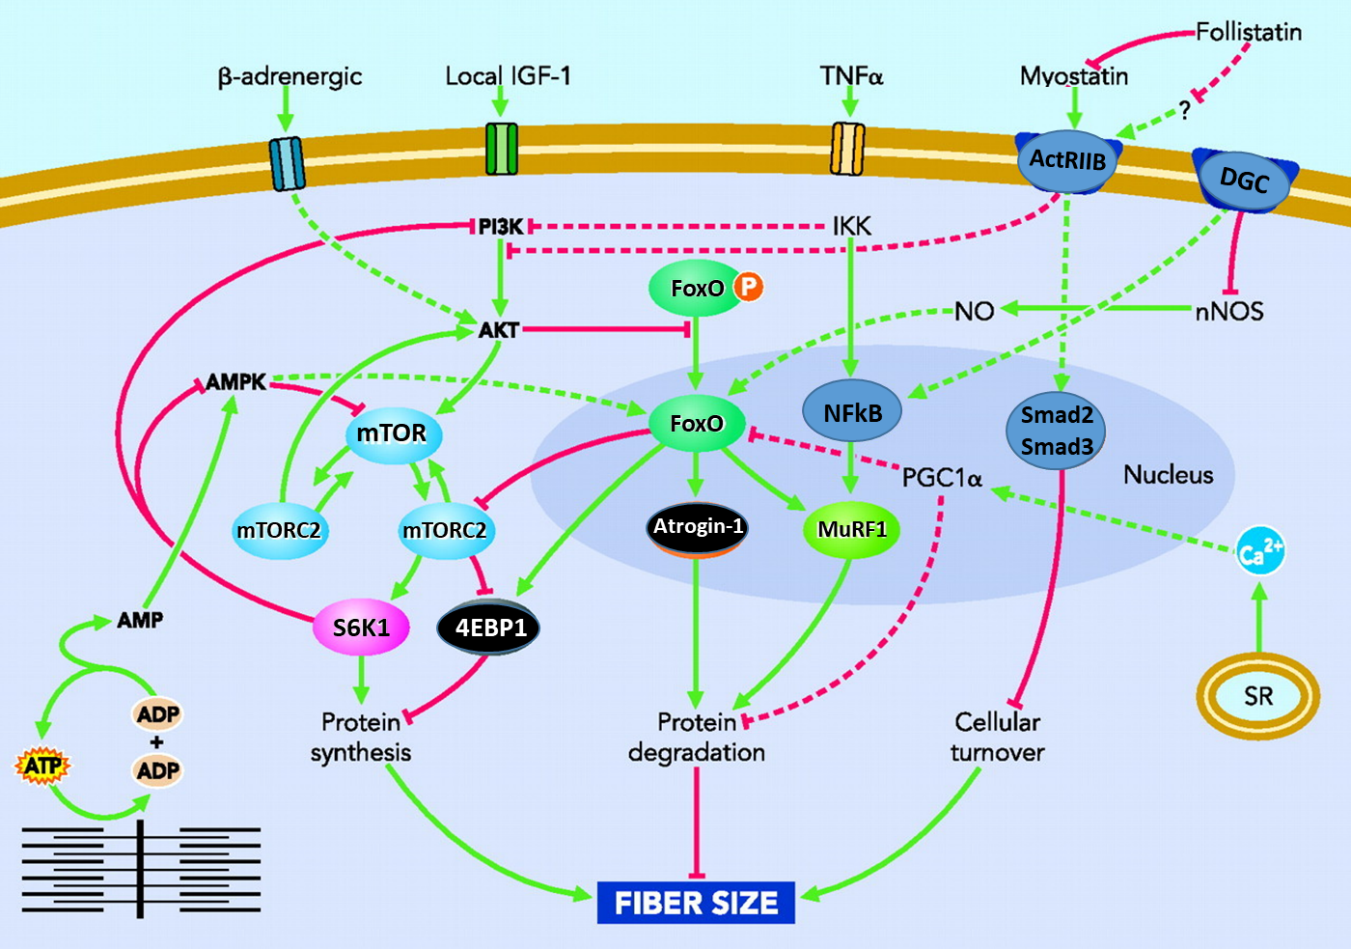 Follistatin
β-adrenergic
Local IGF-1
TNFα
Myostatin
?
ActRIIB
DGC
PI3K
IKK
FoxO
P
AKT
NO
nNOS
AMPK
mTOR
FoxO
NFkB
Smad2
Smad3
PGC1α
Nucleus
mTORC2
mTORC2
Atrogin-1
MuRF1
Ca2+
AMP
S6K1
4EBP1
SR
ADP
+
ADP
ATP
Protein
synthesis
Protein
degradation
Cellular
turnover
FIBER SIZE